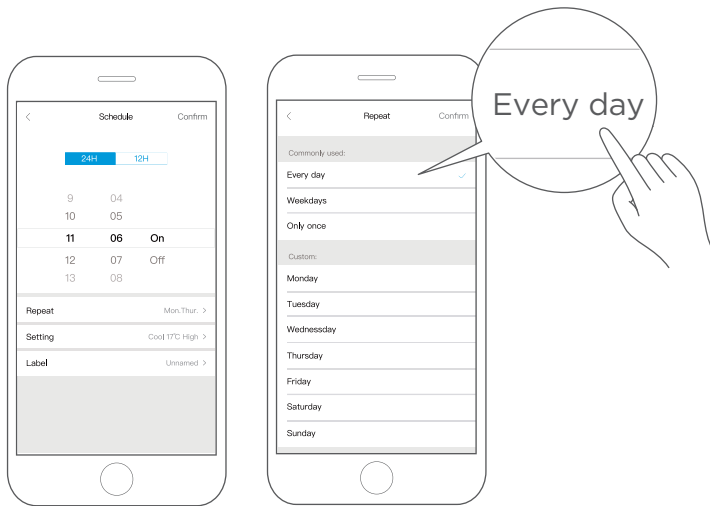 Schedule Confirm
24H 12H
9 04
10 05
11 06 On
12 07 Off
13 08
Repeat Mon.Thur. >
Setting Cool 17°C High >
Label Unnamed >
Repeat Confirm
Commonly used:
Every day
Weekdays
Only once
Custom:
Monday
Tuesday
Wednessday
Thursday
Friday
Saturday
Sunday
Every day